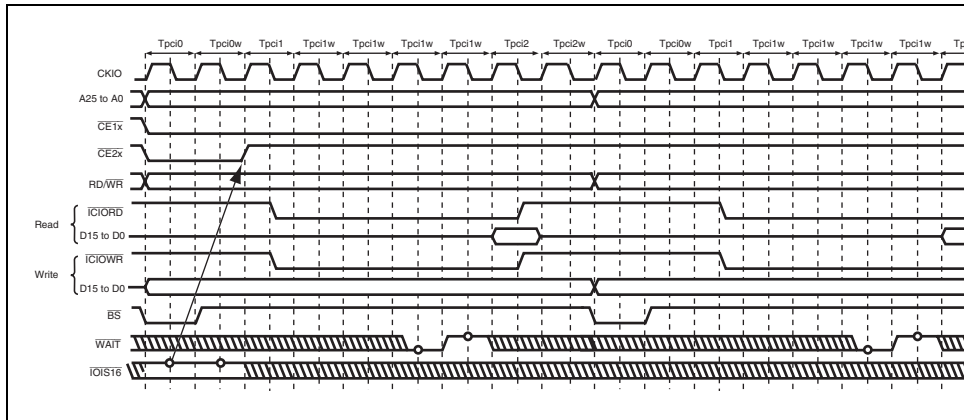 Tpci0 Tpci0w Tpci1 Tpci1w Tpci1w Tpci1w Tpci1w Tpci2 Tpci2w Tpci0 Tpci0w Tpci1 Tpci1w Tpci1w Tpci1w Tpci1w Tp
CKIO
A25 to A0
CE1x
CE2x
RD/WR
ICIORD
Read
D15 to D0
ICIOWR
Write
D15 to D0
BS
WAIT
IOIS16